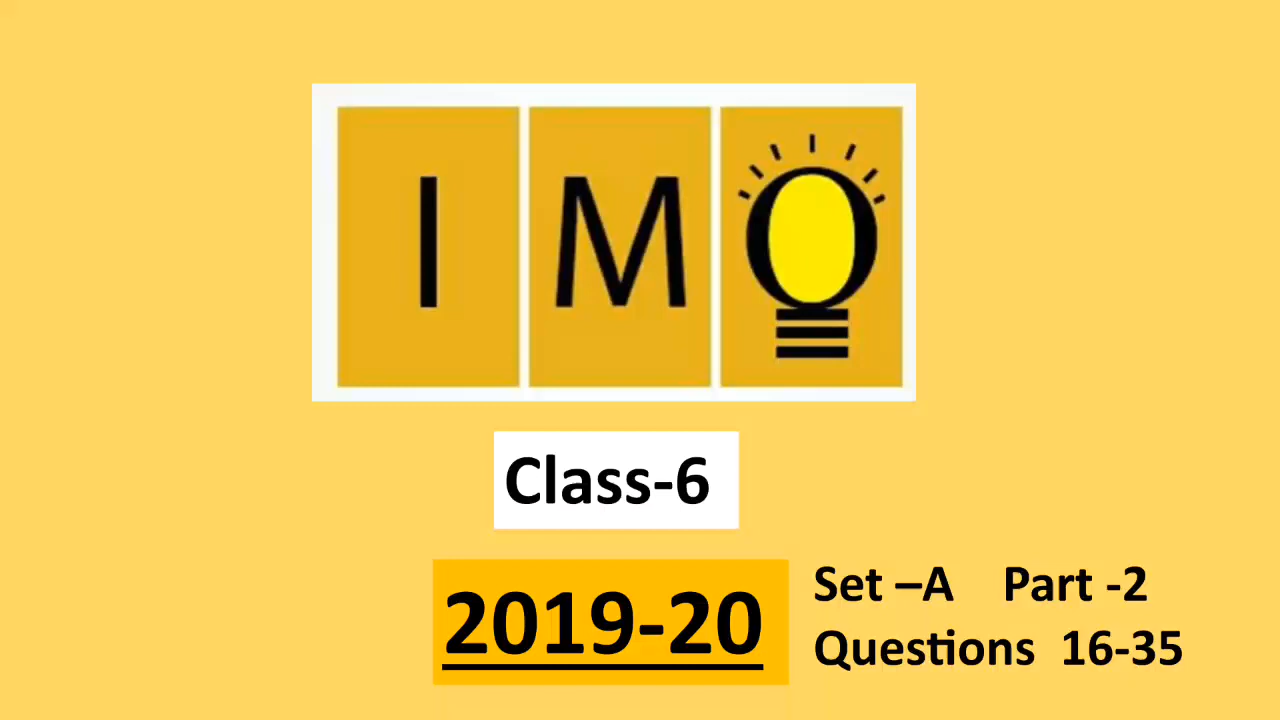 IMO
Class-6
2019-20
Set –A Part -2
Questions 16-35